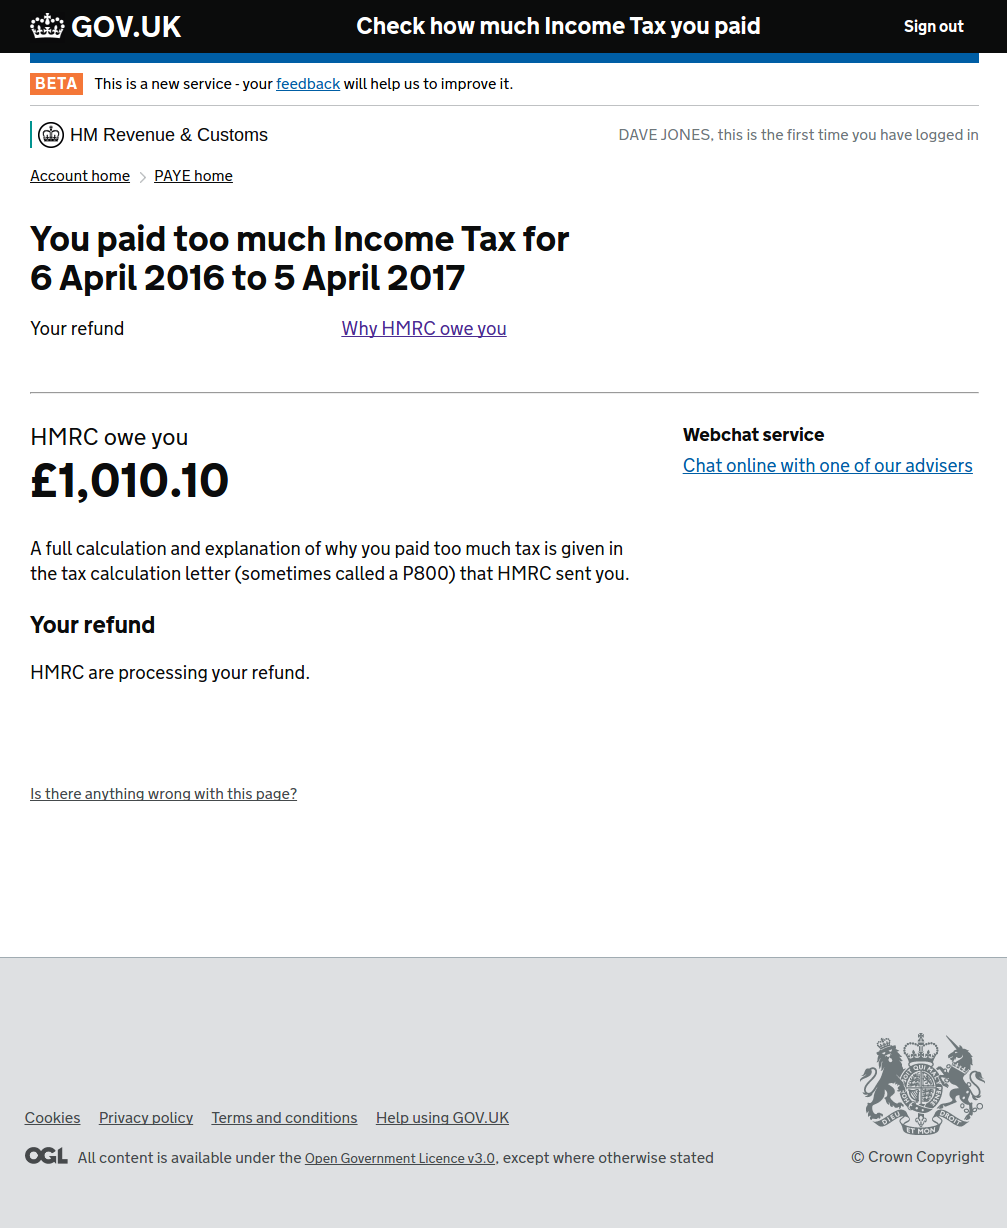 GOV.UK
Check how much Income Tax you paid
Sign out
BETA This is a new service - your feedback will help us to improve it.
HM Revenue & Customs
DAVE JONES, this is the first time you have logged in
Account home
PAYE home
You paid too much Income Tax for
6 April 2016 to 5 April 2017
Your refund
Why HMRC owe you
HMRC owe you
£1,010.10
Webchat service
Chat online with one of our advisers
A full calculation and explanation of why you paid too much tax is given in
the tax calculation letter (sometimes called a P800) that HMRC sent you.
Your refund
HMRC are processing your refund.
Is there anything wrong with this page?
Cookies Privacy policy Terms and conditions Help using GOV.UK
OGL All content is available under the Open Government Licence v3.0, except where otherwise stated
DIEU ET MON DROIT
© Crown Copyright